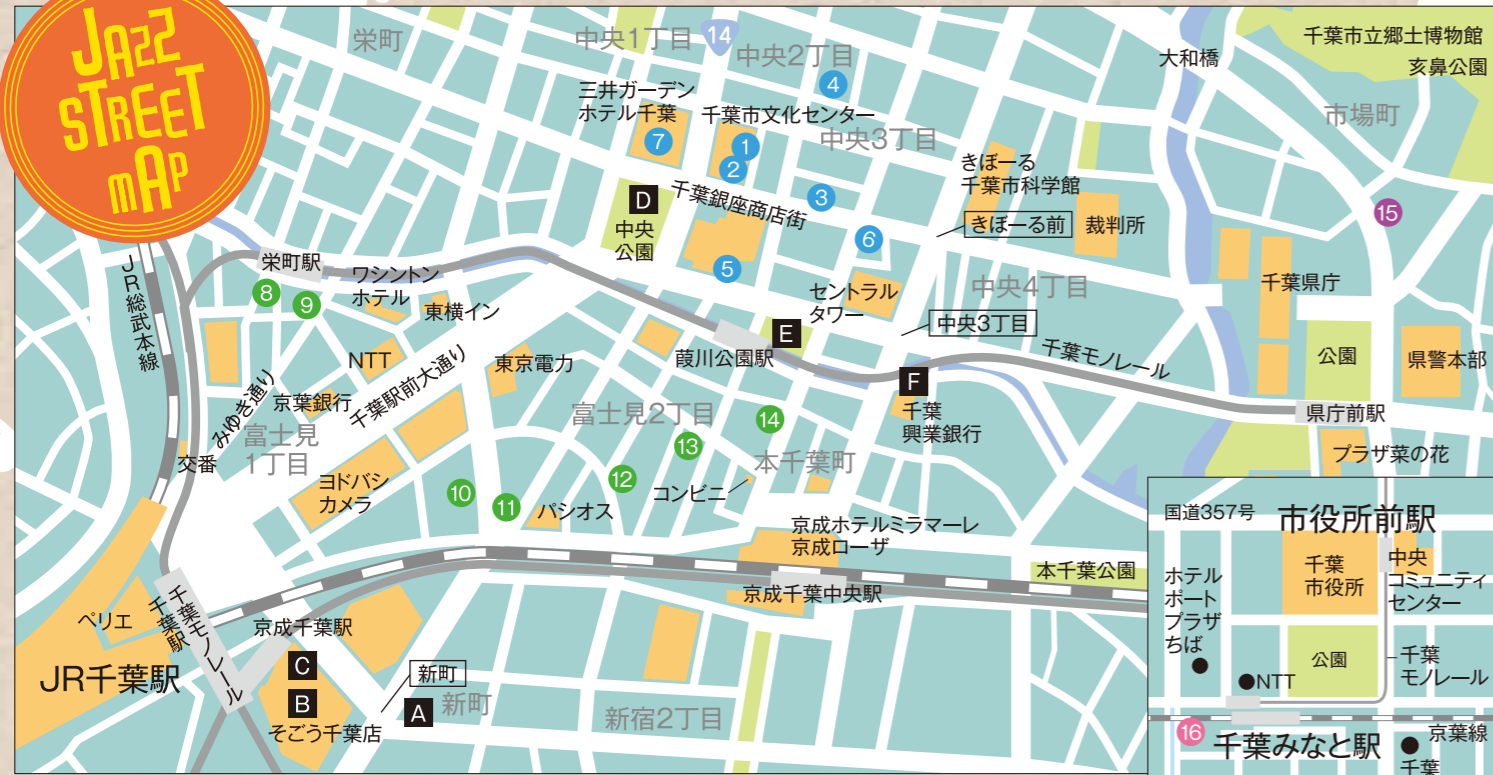 JAZZ
STREET
MAP
栄町
中央1丁目
14
中央2丁目
4
三井ガーデン
ホテル千葉
7
千葉市文化センター
1
2
中央3丁目
大和橋
千葉市立郷土博物館
亥鼻公園
市場町
きぼーる
千葉市科学館
きぼーる前
裁判所
15
D
中央
公園
千葉銀座商店街
3
6
5
セントラル
タワー
中央4丁目
中央3丁目
千葉県庁
公園
県警本部
JR総武本線
栄町駅
8
9
ワシントン
ホテル
東横イン
NTT
千葉駅前大通り
東京電力
みゆき通り
京葉銀行
富士見
1丁目
交番
ヨドバシ
カメラ
E
葭川公園駅
千葉モノレール
F
千葉
興業銀行
県庁前駅
プラザ菜の花
富士見2丁目
14
13
本千葉町
12
コンビニ
10
11
パシオス
京成ホテルミラマーレ
京成ローザ
本千葉公園
京成千葉中央駅
ペリエ
千葉モノレール
千葉駅
JR千葉駅
京成千葉駅
C
B
そごう千葉店
新町
A
新町
新宿2丁目
国道357号
市役所前駅
千葉
市役所
中央
コミュニティ
センター
ホテル
ポート
プラザ
ちば
公園
千葉
モノレール
NTT
16
千葉みなと駅
京葉線
千葉